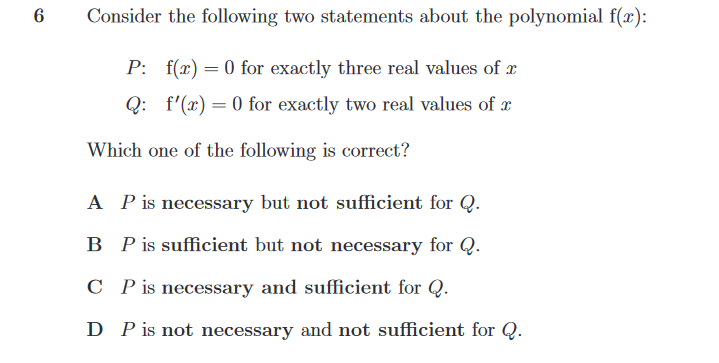 6 Consider the following two statements about the polynomial f(x):
P: f(x) = 0 for exactly three real values of x
Q: f′(x) = 0 for exactly two real values of x
Which one of the following is correct?
A P is necessary but not sufficient for Q.
B P is sufficient but not necessary for Q.
C P is necessary and sufficient for Q.
D P is not necessary and not sufficient for Q.